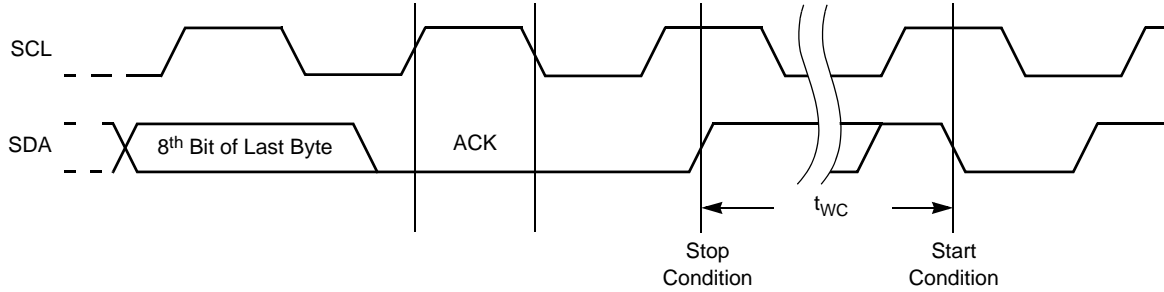 SCL
SDA
8th Bit of Last Byte
ACK
tWC
Stop
Condition
Start
Condition